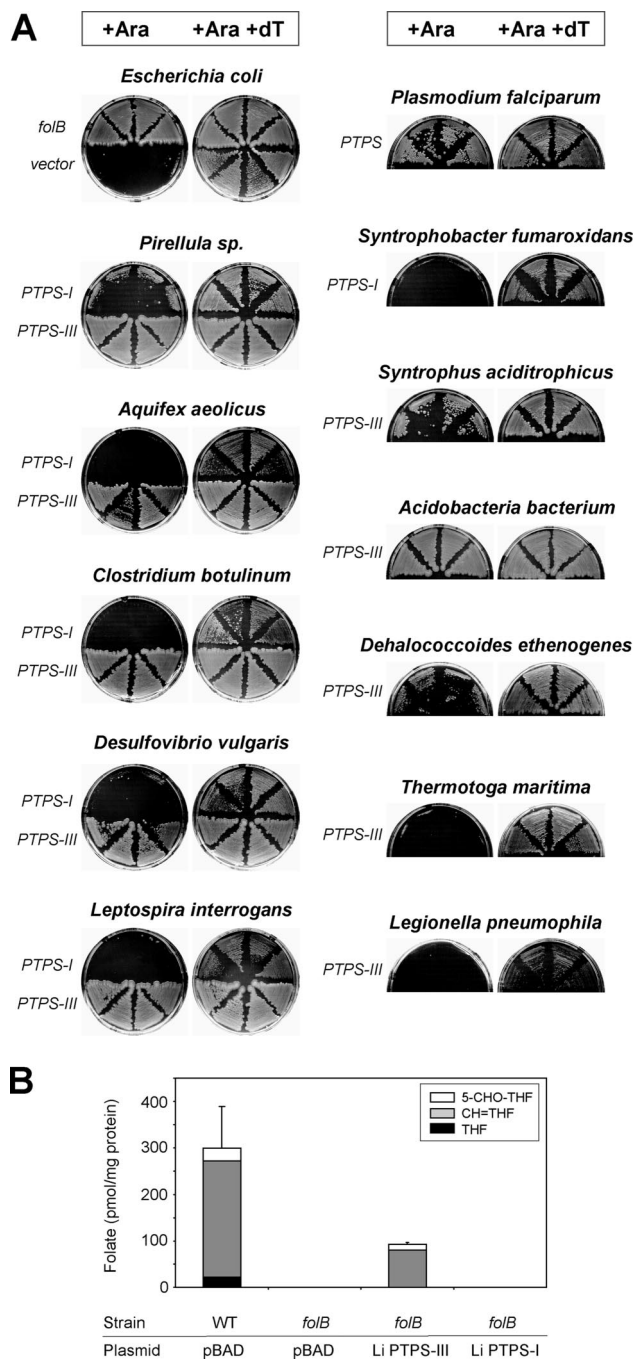 A
+Ara +Ara +dT
Escherichia coli
folB
vector
Pirellula sp.
PTPS-I
PTPS-III
Aquifex aeolicus
PTPS-I
PTPS-III
Clostridium botulinum
PTPS-I
PTPS-III
Desulfovibrio vulgaris
PTPS-I
PTPS-III
Leptospira interrogans
PTPS-I
PTPS-III
+Ara +Ara +dT
Plasmodium falciparum
PTPS
Syntrophobacter fumaroxidans
PTPS-I
Syntrophus aciditrophicus
PTPS-III
Acidobacteria bacterium
PTPS-III
Dehalococcoides ethenogenes
PTPS-III
Thermotoga maritima
PTPS-III
Legionella pneumophila
PTPS-III
B
Folate (pmol/mg protein)
400
300
200
100
0
5-CHO-THF
CH=THF
THF
Strain WT folB folB folB
Plasmid pBAD pBAD Li PTPS-III Li PTPS-I